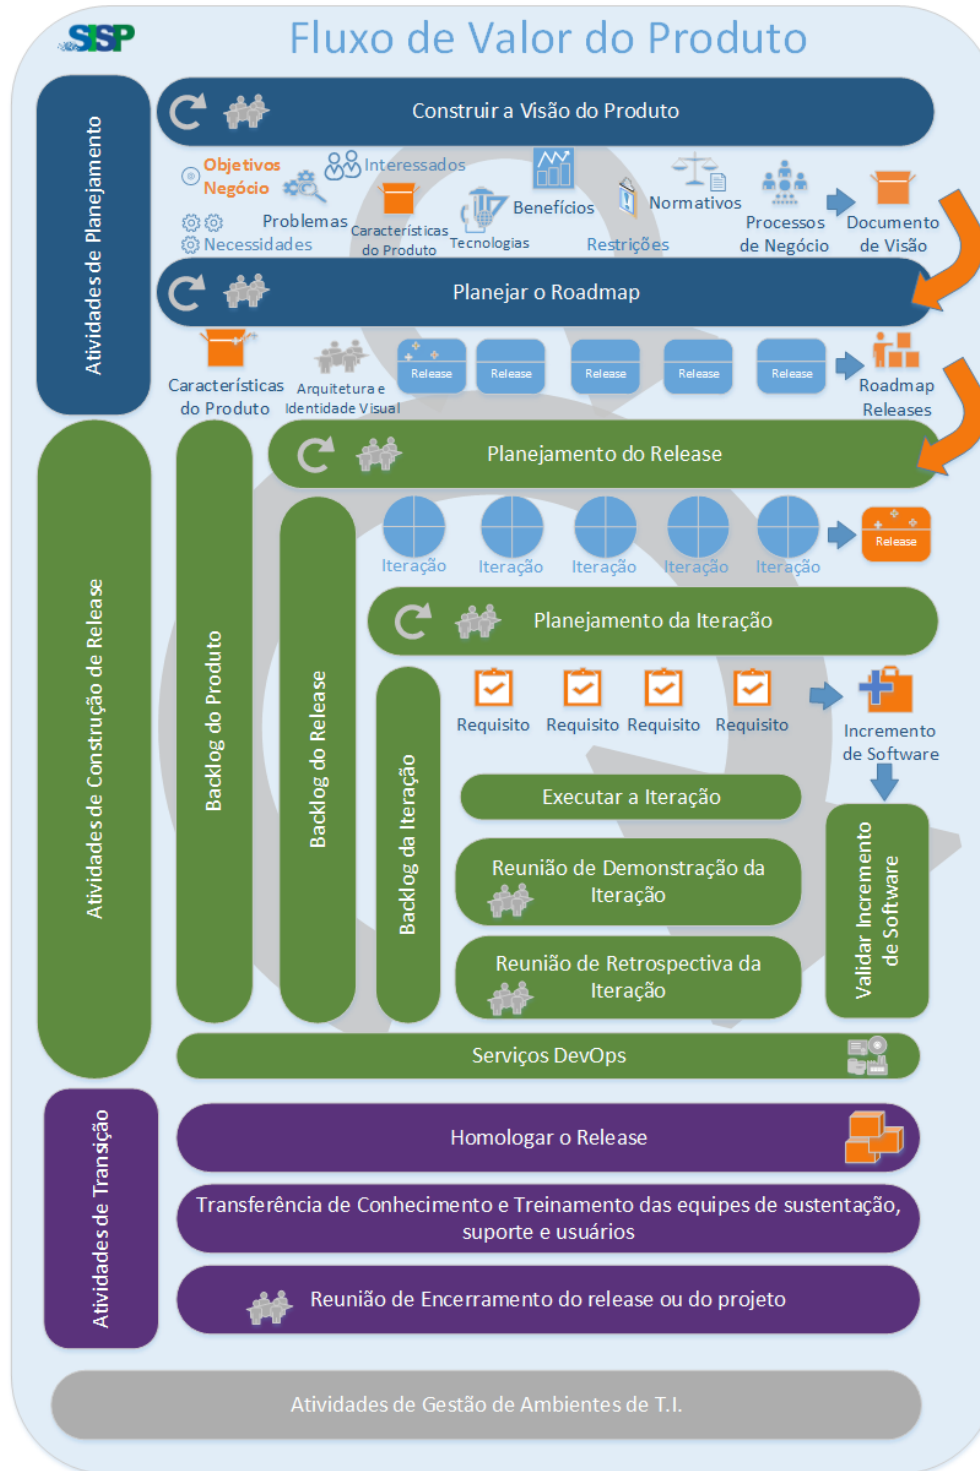 SISP
Fluxo de Valor do Produto
Atividades de Planejamento
Construir a Visão do Produto
Objetivos
Negócio
Necessidades
Problemas
Interessados
Características
do Produto
Tecnologias
Benefícios
Restrições
Normativos
Processos
de Negócio
Documento
de Visão
Planejar o Roadmap
Características
do Produto
Arquitetura e
Identidade Visual
Release
Release
Release
Release
Release
Roadmap
Releases
Atividades de Construção de Release
Backlog do Produto
Planejamento do Release
Backlog do Release
Iteração
Iteração
Iteração
Iteração
Iteração
Release
Planejamento da Iteração
Backlog da Iteração
Requisito
Requisito
Requisito
Requisito
Incremento
de Software
Executar a Iteração
Reunião de Demonstração da
Iteração
Reunião de Retrospectiva da
Iteração
Validar Incremento
de Software
Serviços DevOps
Atividades de Transição
Homologar o Release
Transferência de Conhecimento e Treinamento das equipes de sustentação,
suporte e usuários
Reunião de Encerramento do release ou do projeto
Atividades de Gestão de Ambientes de T.I.